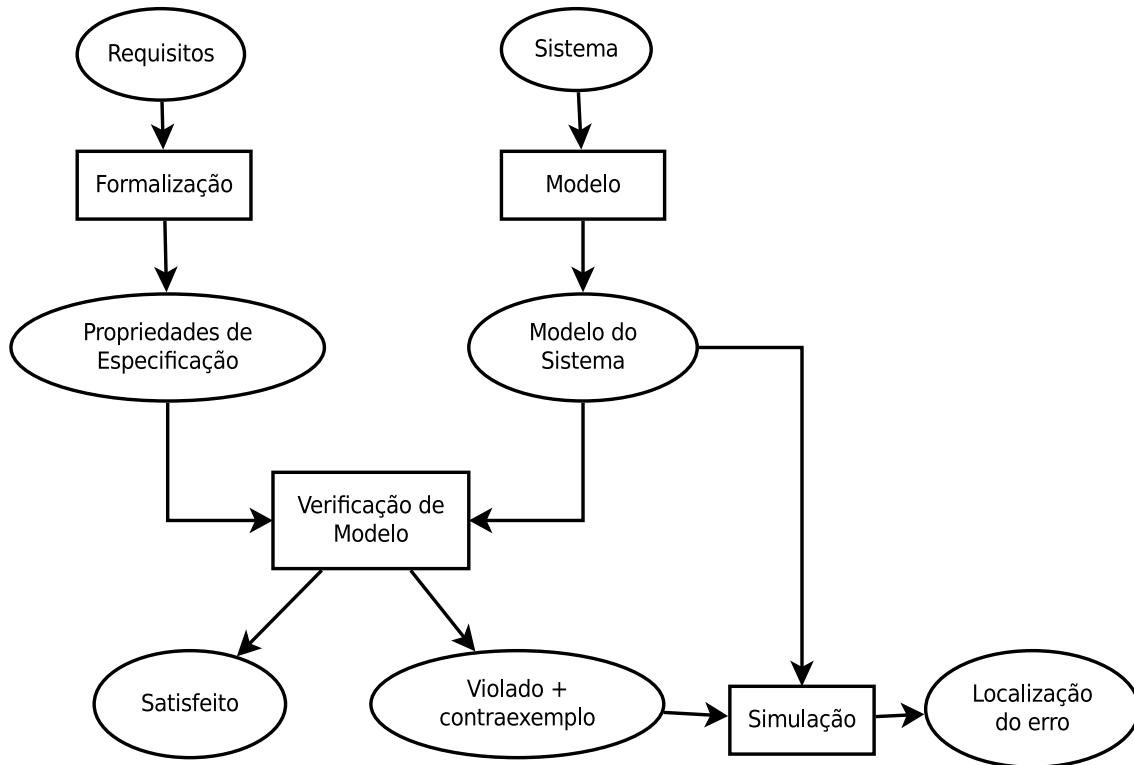 Requisitos
Sistema
Formalização
Modelo
Propriedades de
Especificação
Modelo do
Sistema
Verificação de
Modelo
Satisfeito
Violado +
contraexemplo
Simulação
Localização
do erro